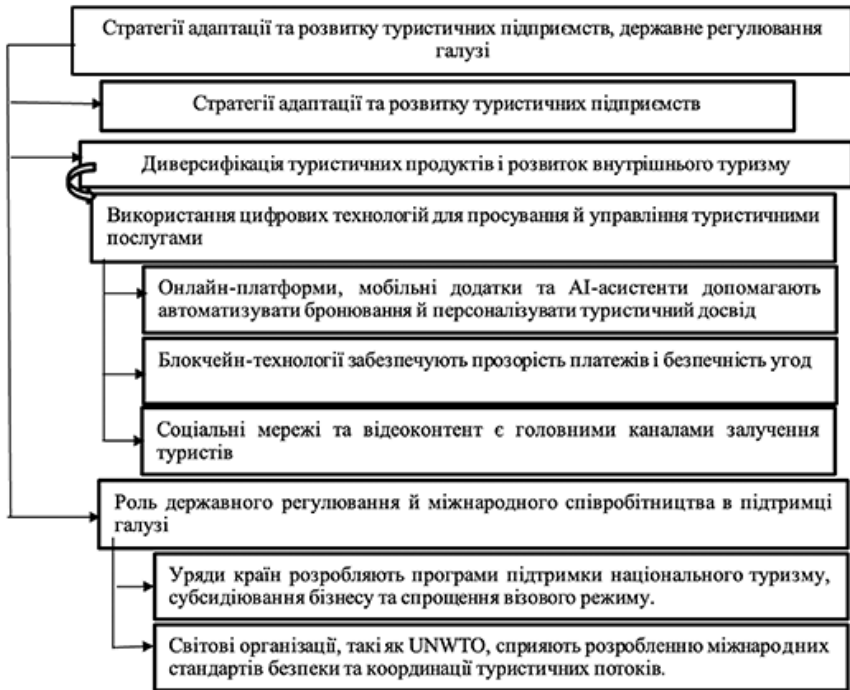 Стратегії адаптації та розвитку туристичних підприємств, державне регулювання
галузі
Стратегії адаптації та розвитку туристичних підприємств
Диверсифікація туристичних продуктів і розвиток внутрішнього туризму
Використання цифрових технологій для просування й управління туристичними
послугами
Онлайн-платформи, мобільні додатки та AI-асистенти допомагають
автоматизувати бронювання й персоналізувати туристичний досвід
Блокчейн-технології забезпечують прозорість платежів і безпечність угод
Соціальні мережі та відеоконтент є головними каналами залучення
туристів
Роль державного регулювання й міжнародного співробітництва в підтримці
галузі
Уряди країн розробляють програми підтримки національного туризму,
субсидіювання бізнесу та спрощення візового режиму.
Світові організації, такі як UNWTO, сприяють розробленню міжнародних
стандартів безпеки та координації туристичних потоків.